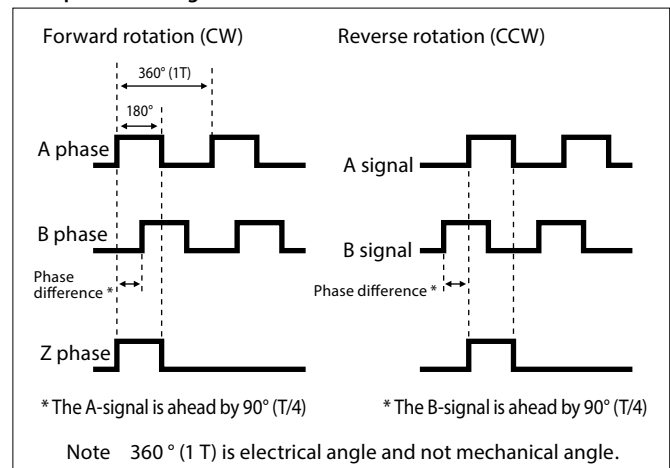 Forward rotation (CW)
Reverse rotation (CCW)
360° (1T)
180°
A phase
A signal
B phase
B signal
Phase
difference *
Phase difference *
Z phase
* The A-signal is ahead by 90° (T/4)
* The B-signal is ahead by 90° (T/4)
Note 360 ° (1 T) is electrical angle and not mechanical angle.